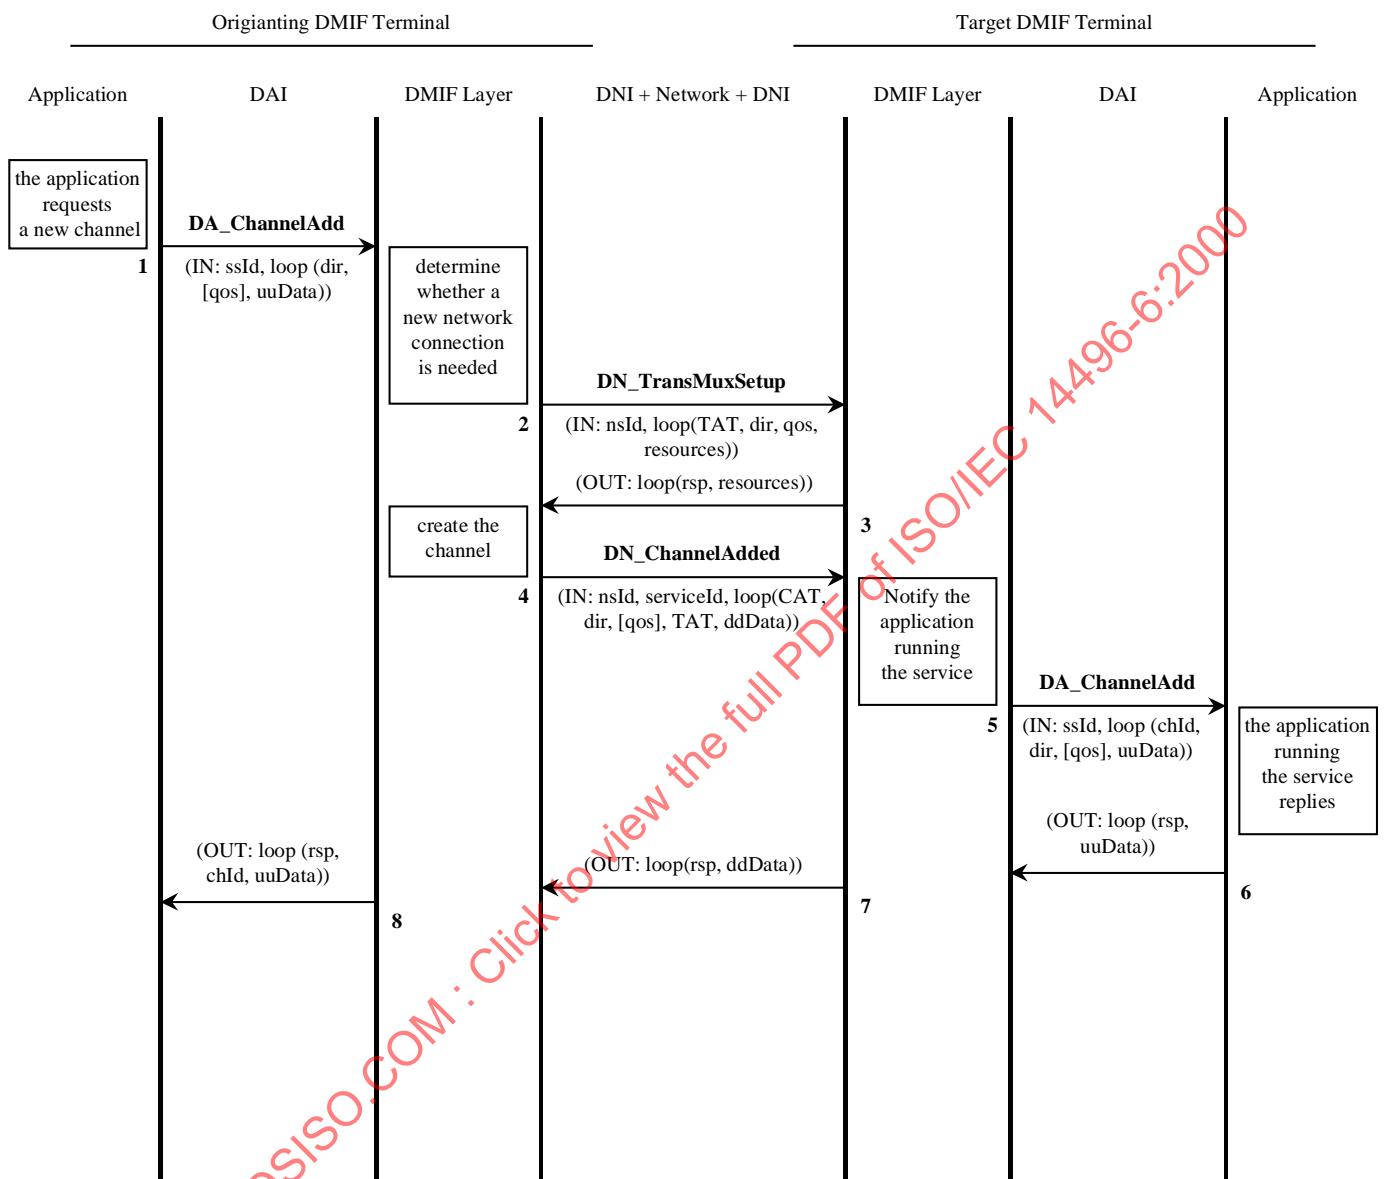 Origianting DMIF Terminal
Target DMIF Terminal
Application
DAI
DMIF Layer
DNI + Network + DNI
DMIF Layer
DAI
Application
the application
requests
a new channel
1
DA_ChannelAdd
(IN: ssId, loop (dir,
[qos], uuData))
determine
whether a
new network
connection
is needed
2
DN_TransMuxSetup
(IN: nsId, loop(TAT, dir, qos,
resources))
(OUT: loop(rsp, resources))
3
create the
channel
4
DN_ChannelAdded
(IN: nsId, serviceId, loop(CAT,
dir, [qos], TAT, ddData))
Notify the
application
running
the service
5
DA_ChannelAdd
(IN: ssId, loop (chId,
dir, [qos], uuData))
the application
running
the service
replies
(OUT: loop (rsp,
uuData))
6
(OUT: loop(rsp, ddData))
7
(OUT: loop (rsp,
chId, uuData))
8
OSISO.COM : Click to view the full PDF of ISO/IEC 14496-6:2000